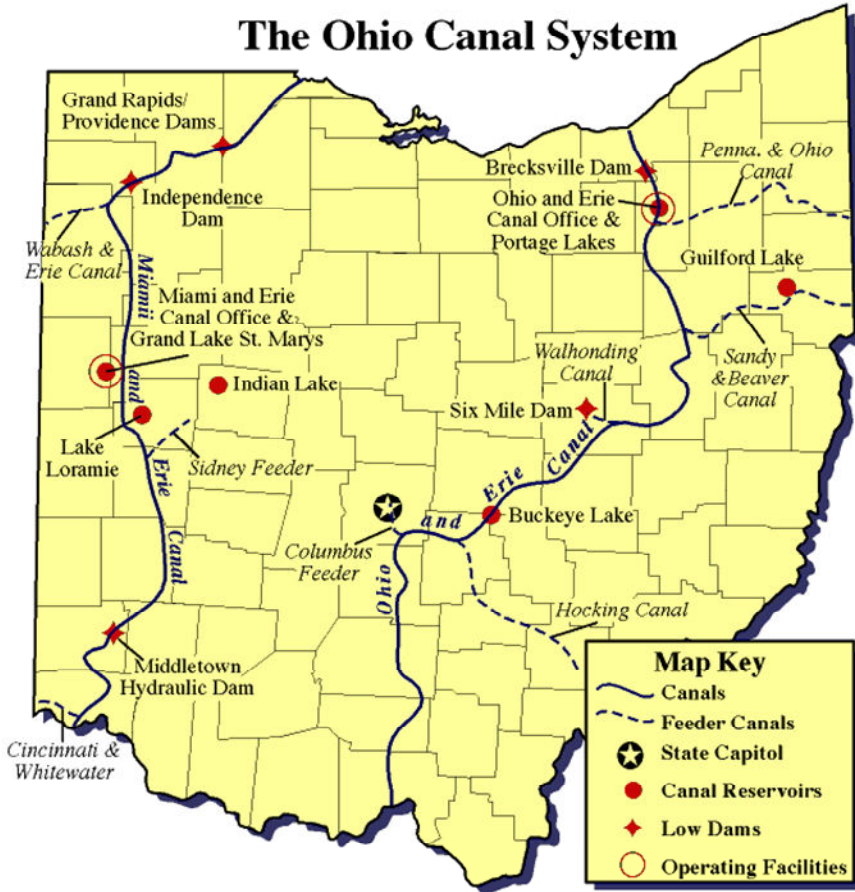 The Ohio Canal System
Grand Rapids/
Providence Dams
Independence
Dam
Wabash &
Erie Canal
Miamii
and
Erie
Canal
Miami and Erie
Canal Office &
Grand Lake St. Marys
Indian Lake
Lake
Loramie
Sidney Feeder
Middletown
Hydraulic Dam
Cincinnati &
Whitewater
Brecksville Dam
Penna. & Ohio
Canal
Ohio and Erie
Canal Office &
Portage Lakes
Guilford Lake
Sandy
&Beaver
Canal
Walhonding
Canal
Six Mile Dam
Ohio
and
Erie
Canal
Buckeye Lake
Columbus
Feeder
Hocking Canal
Map Key
Canals
Feeder Canals
State Capitol
Canal Reservoirs
Low Dams
Operating Facilities